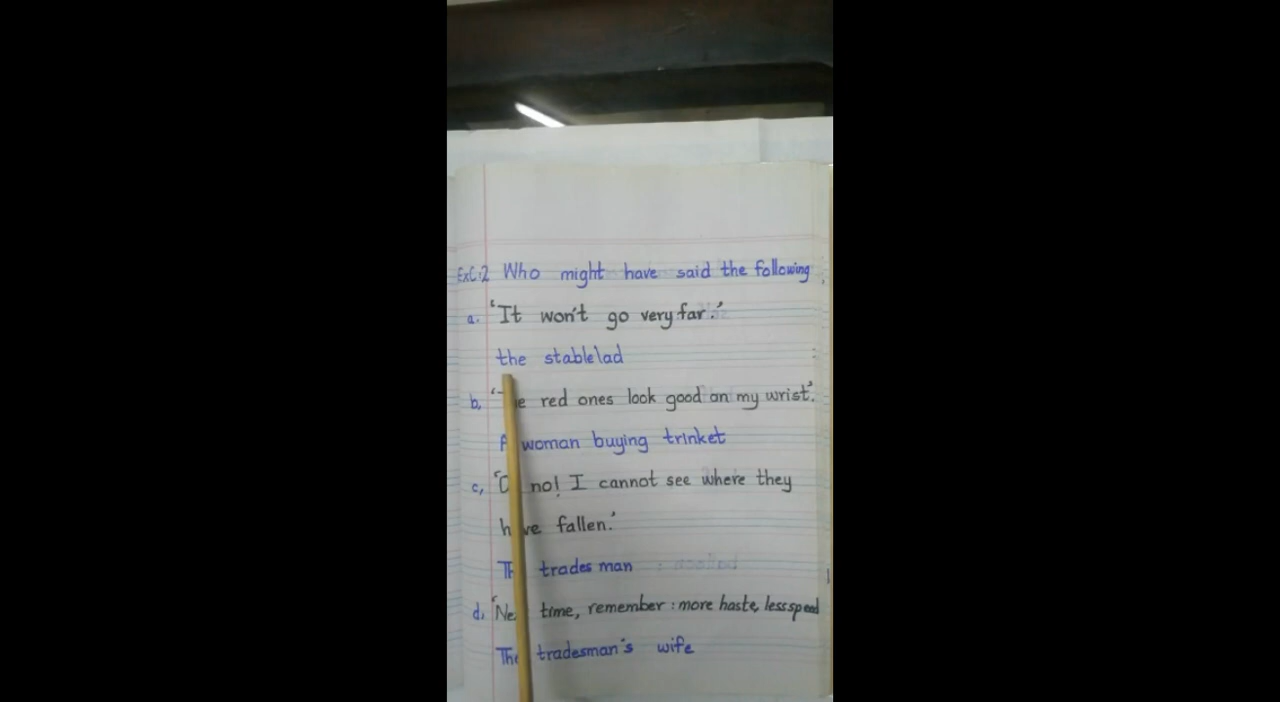 ExC:2 Who might have said the following
a. 'It won't go very far.'
the stablelad
b, red ones look good on my wrist'.
woman buying trinket
c, no! I cannot see where they
fallen.'
trades man
d, time, remember : more haste, less speed
The tradesman's wife